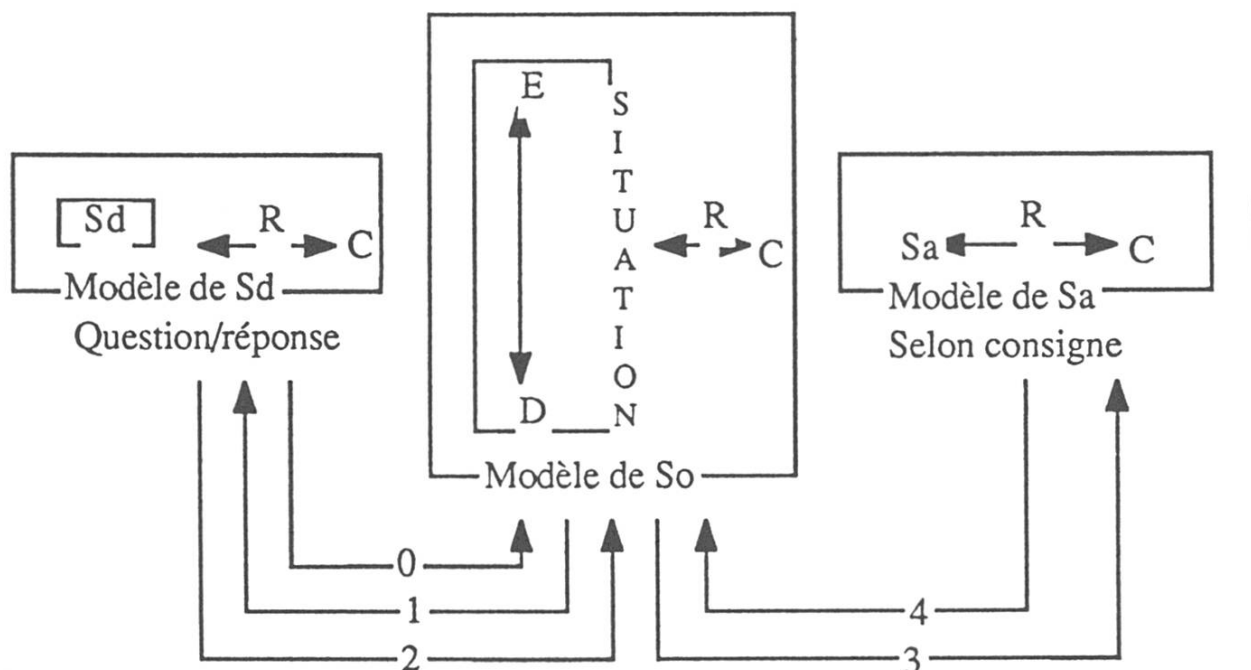 Sd
R
C
Modèle de Sd
Question/réponse
E
SITUATION
D
R
C
Modèle de So
Sa
R
C
Modèle de Sa
Selon consigne
0
1
2
4
3